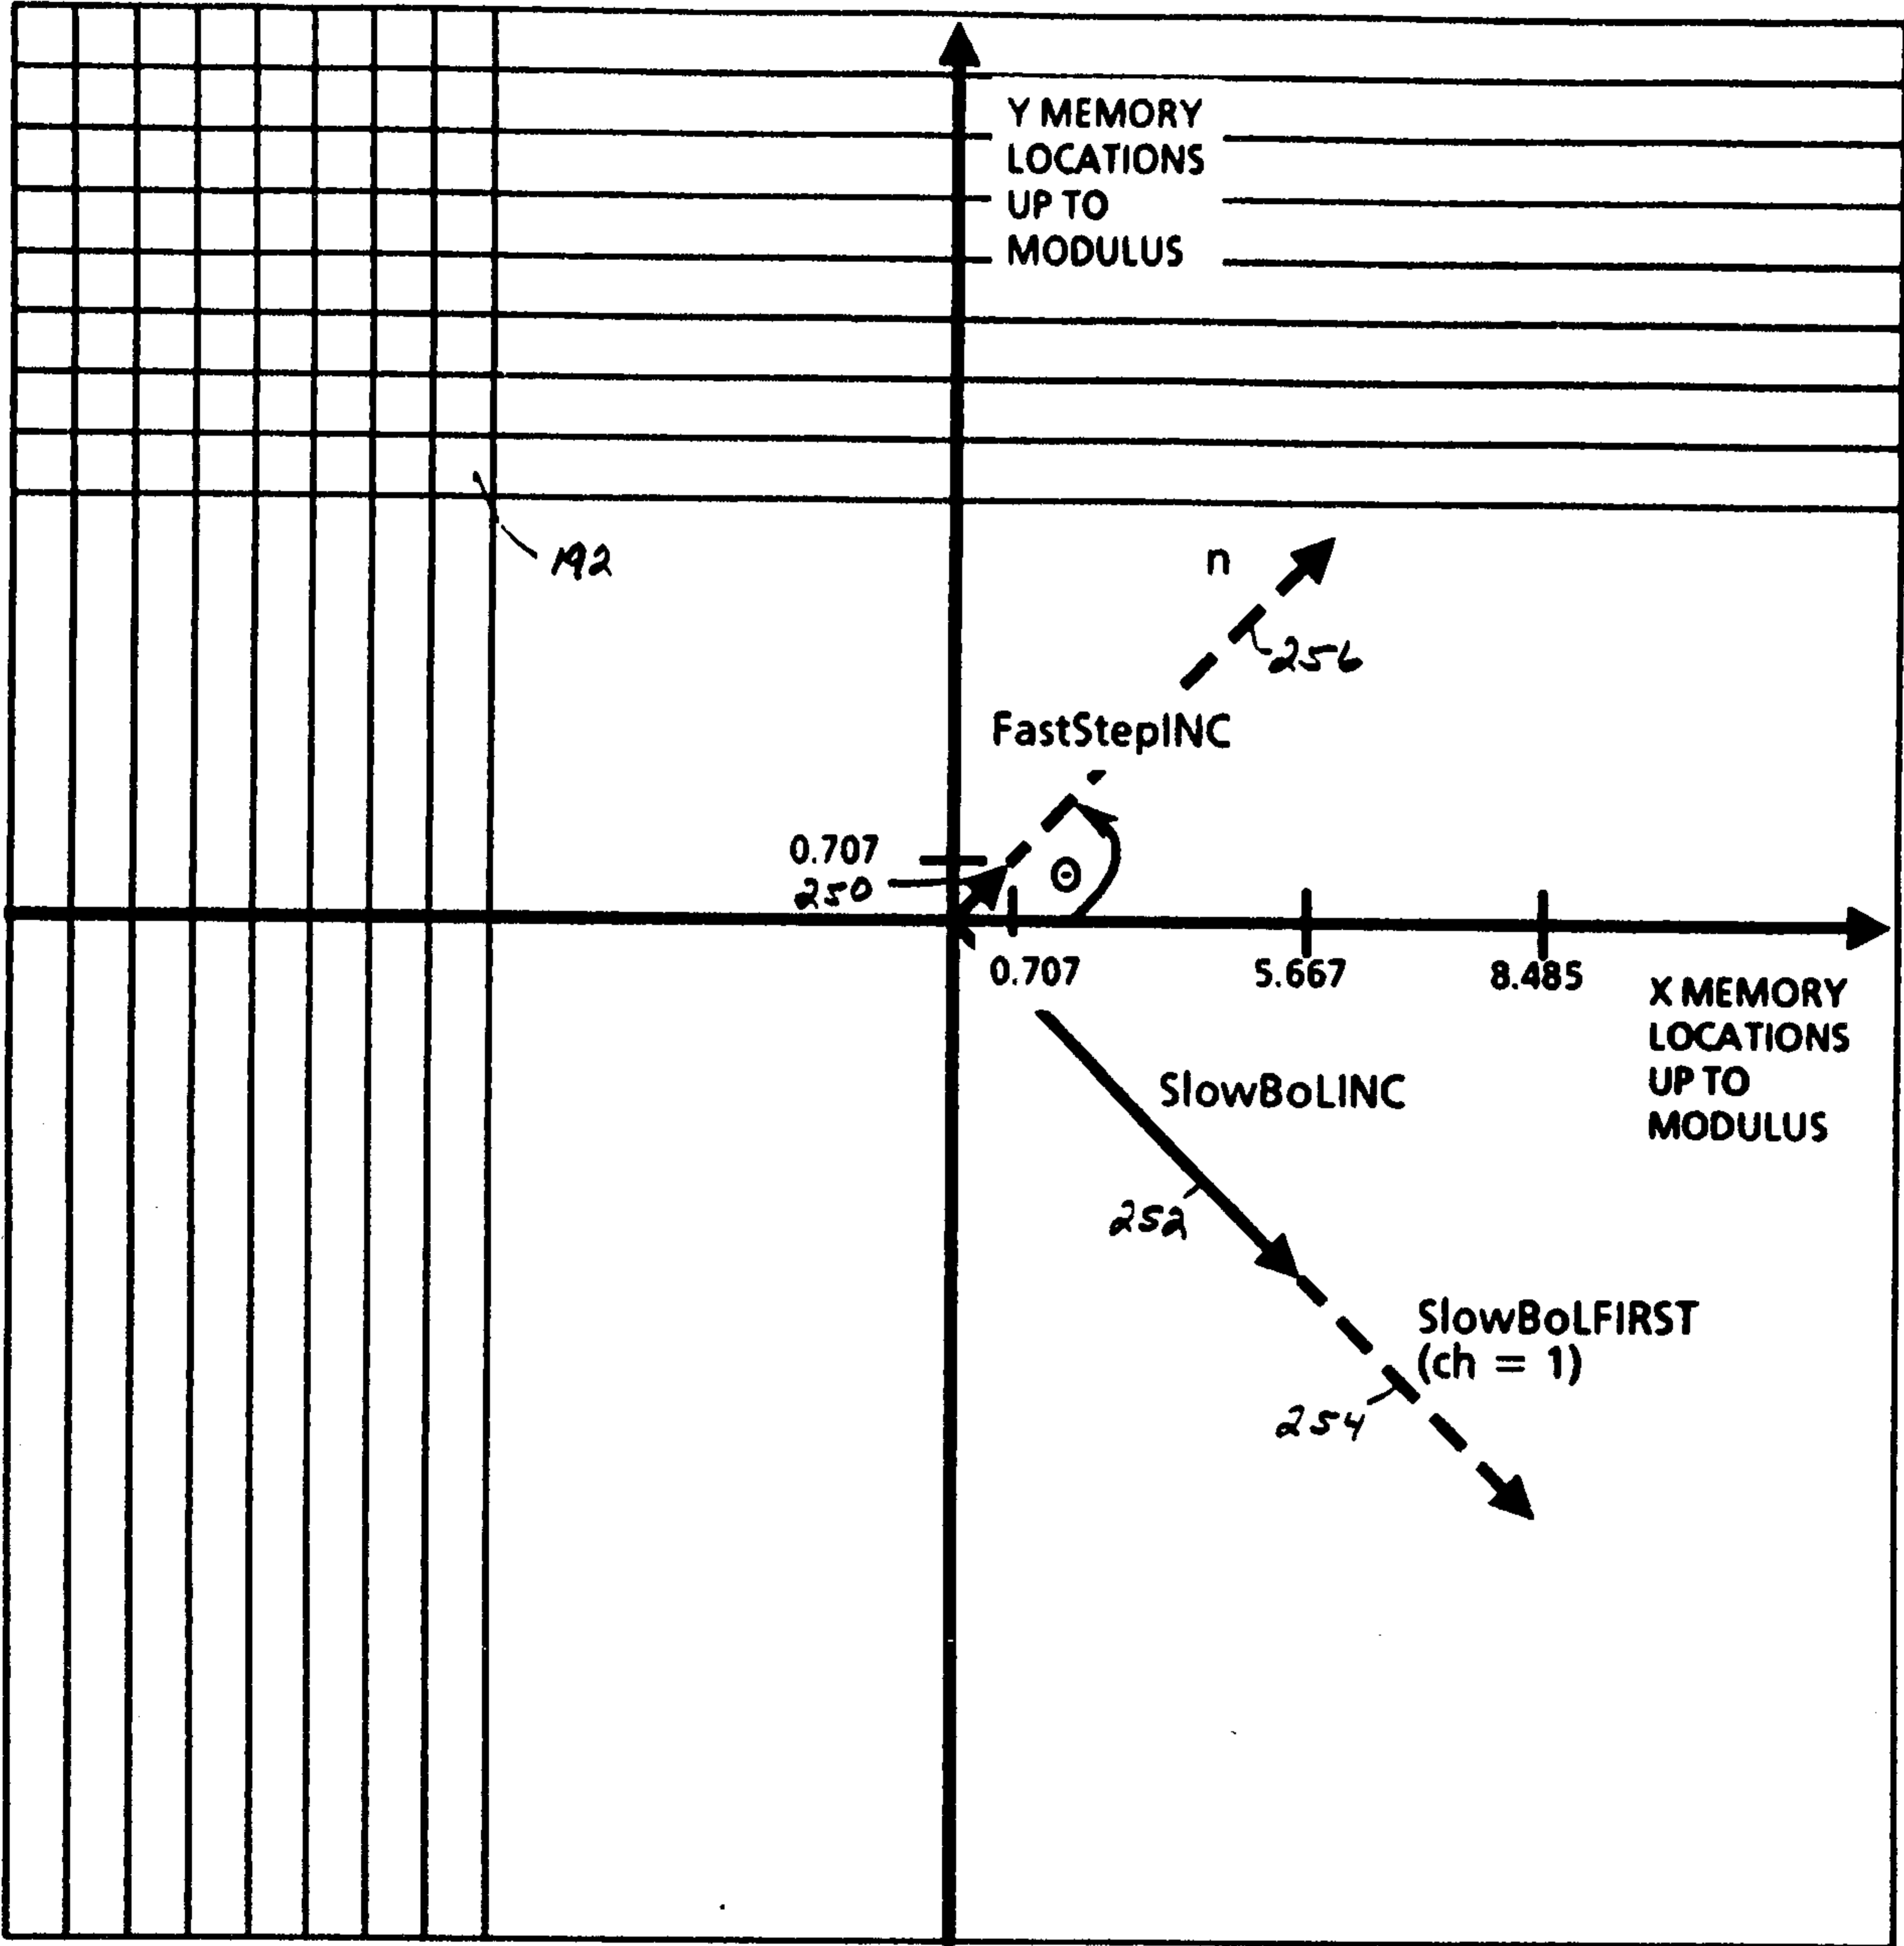 Y MEMORY
LOCATIONS
UP TO
MODULUS
192
n
256
FastStepINC
0.707
250
Θ
0.707
5.667
8.485
X MEMORY
LOCATIONS
UP TO
MODULUS
SlowBoLINC
252
SlowBoLFIRST
(ch = 1)
254